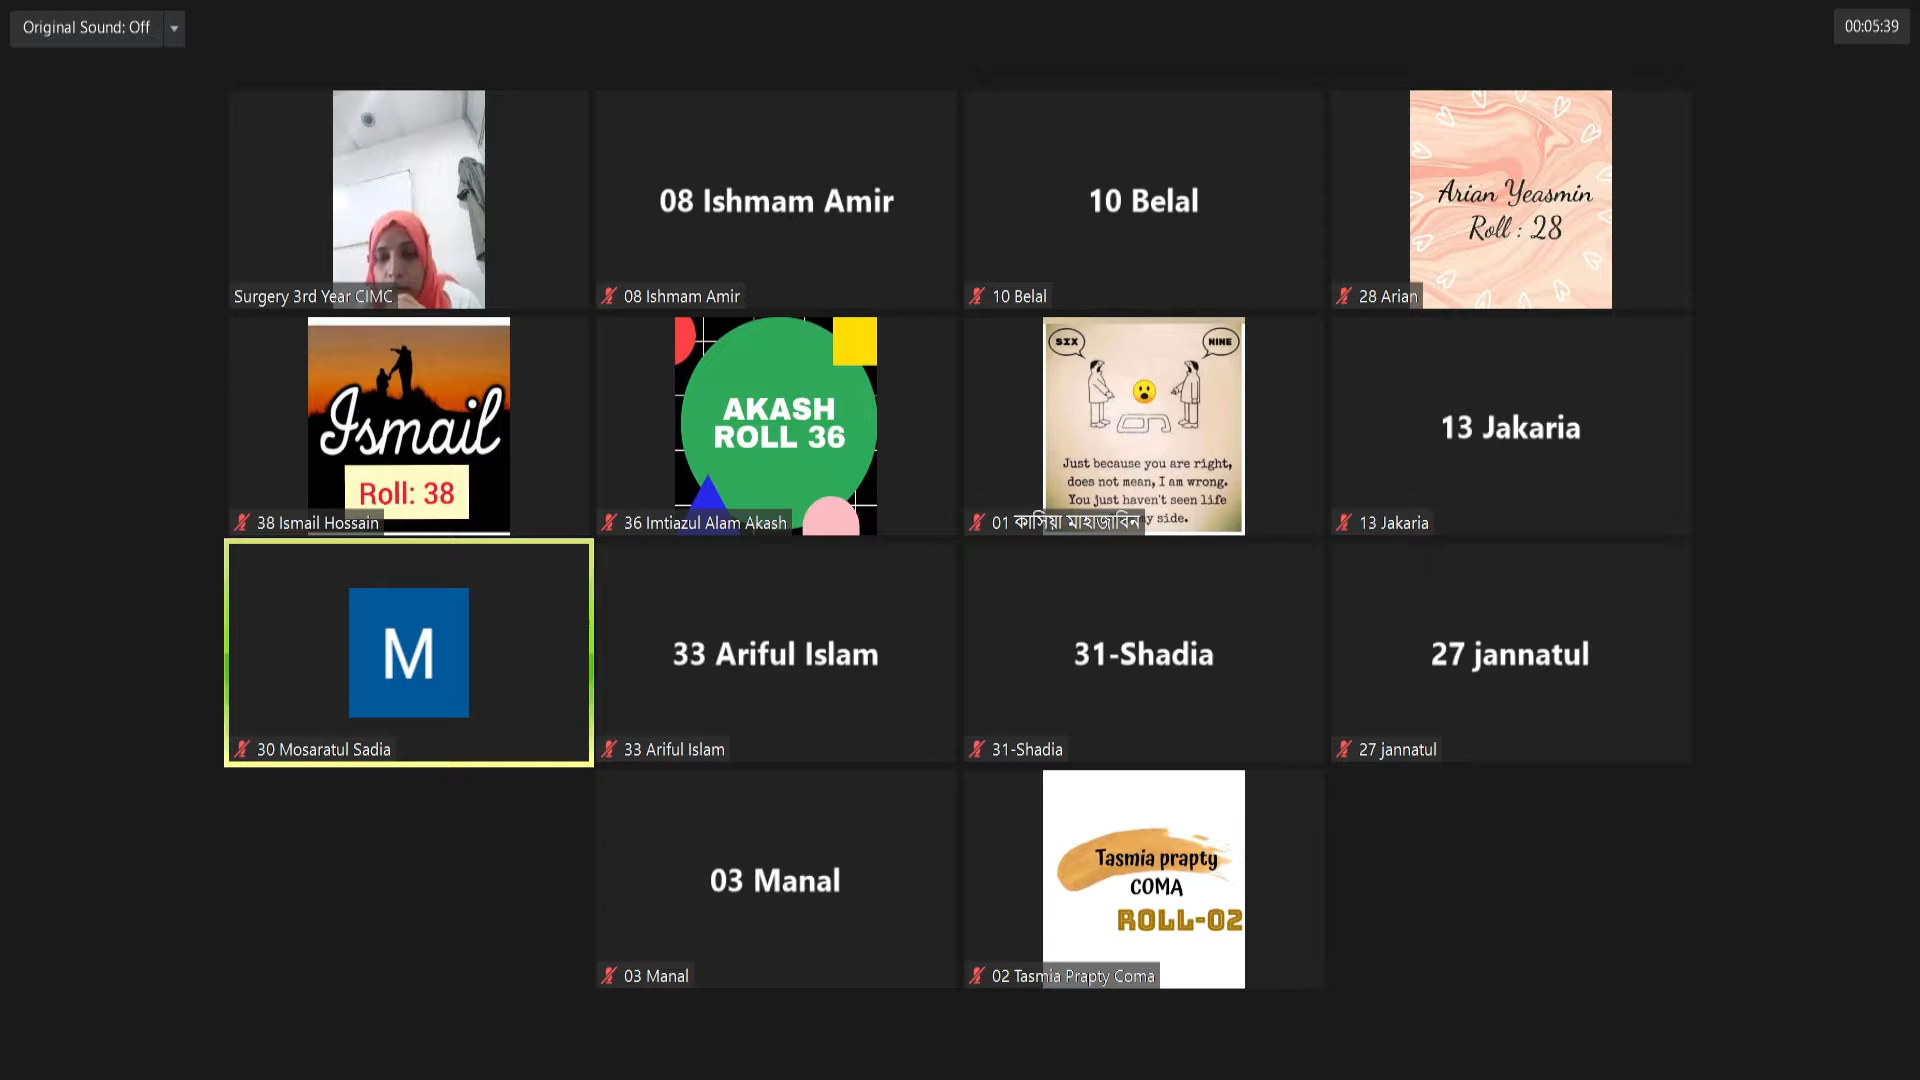 Original Sound: Off
00:05:39
Surgery 3rd Year CIMC
08 Ishmam Amir
08 Ishmam Amir
10 Belal
10 Belal
Arian Yeasmin
Roll : 28
28 Arian
Ismail
Roll: 38
38 Ismail Hossain
AKASH
ROLL 36
36 Imtiazul Alam Akash
SIX
NINE
Just because you are right,
does not mean, I am wrong.
You just haven't seen life
my side.
01 কাসিয়া মাহাজাবিন
13 Jakaria
13 Jakaria
M
30 Mosaratul Sadia
33 Ariful Islam
33 Ariful Islam
31-Shadia
31-Shadia
27 jannatul
27 jannatul
03 Manal
03 Manal
Tasmia prapty
COMA
ROLL-02
02 Tasmia Prapty Coma